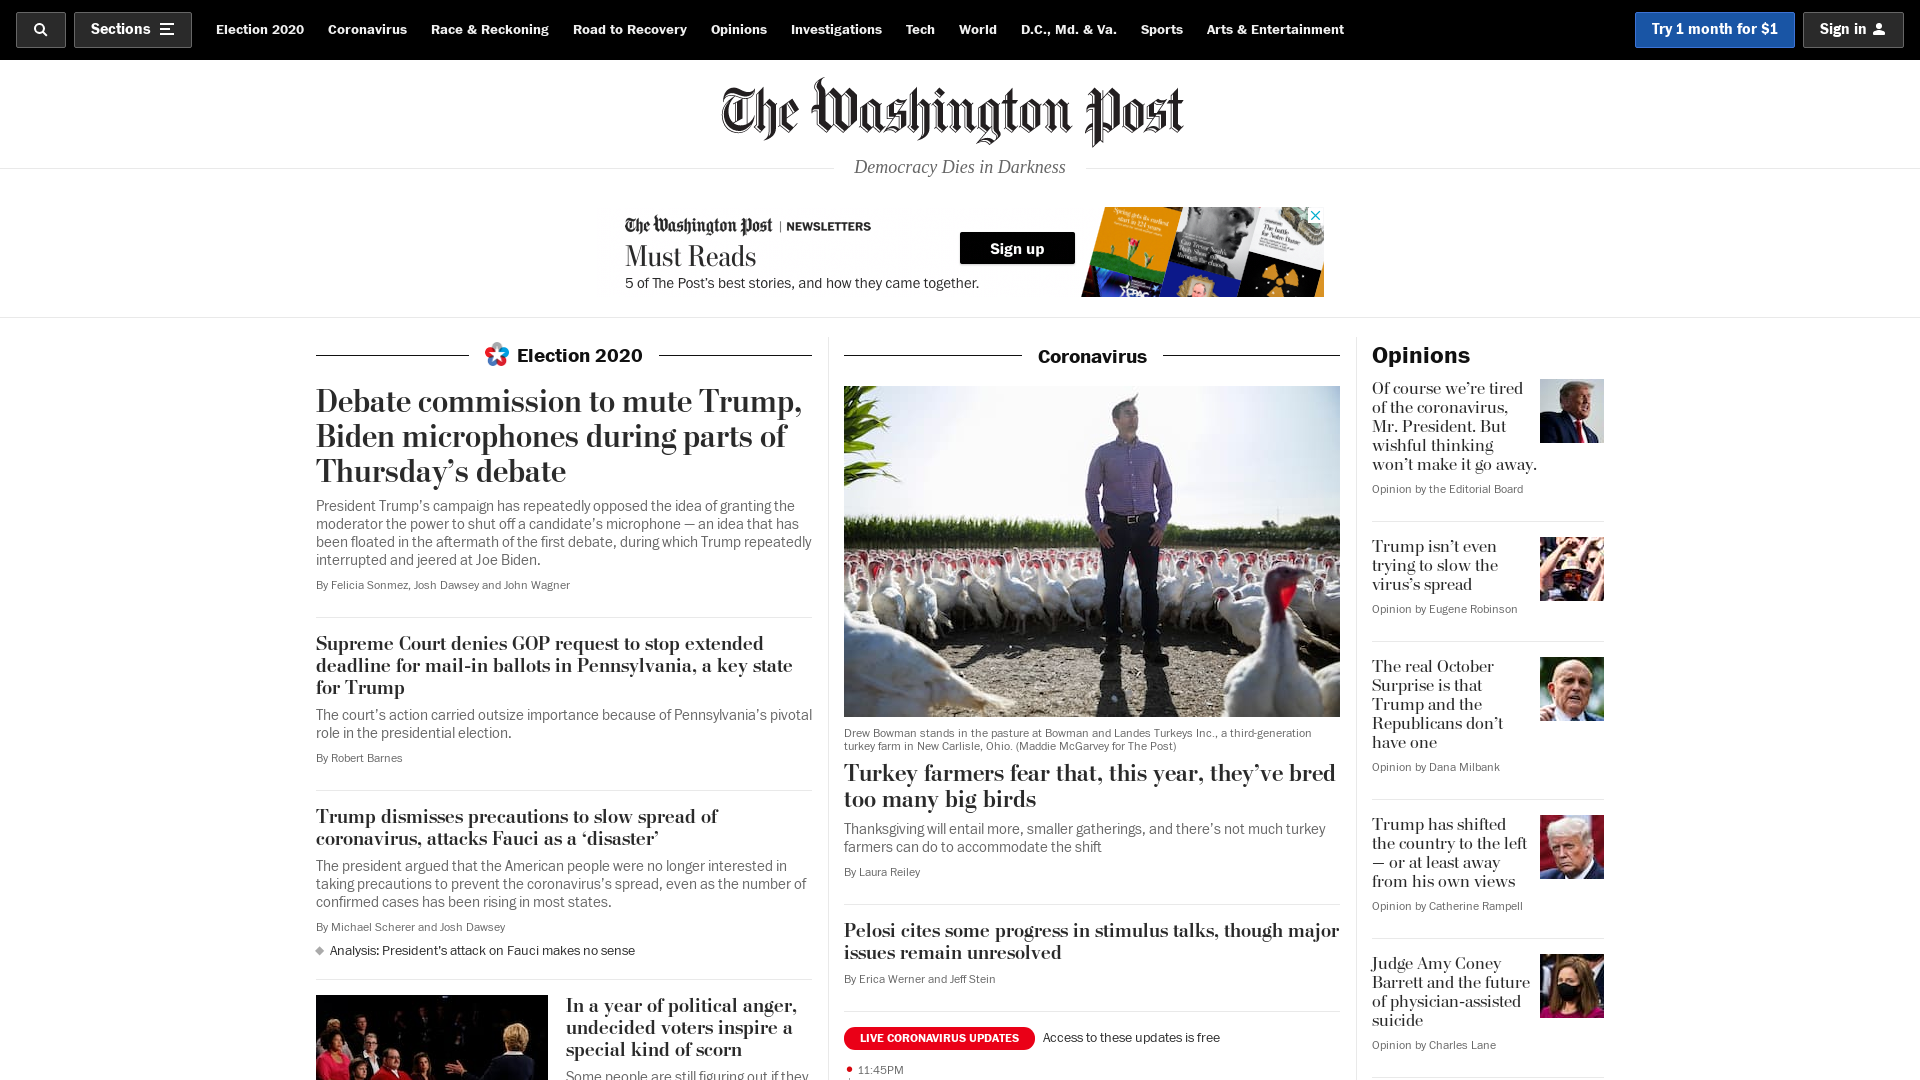 Sections
Election 2020
Coronavirus
Race & Reckoning
Road to Recovery
Opinions
Investigations
Tech
World
D.C., Md. & Va.
Sports
Arts & Entertainment
Try 1 month for $1
Sign in
The Washington Post
Democracy Dies in Darkness
The Washington Post | NEWSLETTERS
Must Reads
5 of The Post’s best stories, and how they came together.
Sign up
Election 2020
Debate commission to mute Trump,
Biden microphones during parts of
Thursday’s debate
President Trump’s campaign has repeatedly opposed the idea of granting the
moderator the power to shut off a candidate’s microphone — an idea that has
been floated in the aftermath of the first debate, during which Trump repeatedly
interrupted and jeered at Joe Biden.
By Felicia Sonmez, Josh Dawsey and John Wagner
Supreme Court denies GOP request to stop extended
deadline for mail-in ballots in Pennsylvania, a key state
for Trump
The court’s action carried outsize importance because of Pennsylvania’s pivotal
role in the presidential election.
By Robert Barnes
Trump dismisses precautions to slow spread of
coronavirus, attacks Fauci as a ‘disaster’
The president argued that the American people were no longer interested in
taking precautions to prevent the coronavirus’s spread, even as the number of
confirmed cases has been rising in most states.
By Michael Scherer and Josh Dawsey
Analysis: President’s attack on Fauci makes no sense
In a year of political anger,
undecided voters inspire a
special kind of scorn
Some people are still figuring out if they
Coronavirus
Drew Bowman stands in the pasture at Bowman and Landes Turkeys Inc., a third-generation
turkey farm in New Carlisle, Ohio. (Maddie McGarvey for The Post)
Turkey farmers fear that, this year, they’ve bred
too many big birds
Thanksgiving will entail more, smaller gatherings, and there’s not much turkey
farmers can do to accommodate the shift
By Laura Reiley
Pelosi cites some progress in stimulus talks, though major
issues remain unresolved
By Erica Werner and Jeff Stein
LIVE CORONAVIRUS UPDATES
Access to these updates is free
11:45PM
Opinions
Of course we’re tired
of the coronavirus,
Mr. President. But
wishful thinking
won’t make it go away.
Opinion by the Editorial Board
Trump isn’t even
trying to slow the
virus’s spread
Opinion by Eugene Robinson
The real October
Surprise is that
Trump and the
Republicans don’t
have one
Opinion by Dana Milbank
Trump has shifted
the country to the left
— or at least away
from his own views
Opinion by Catherine Rampell
Judge Amy Coney
Barrett and the future
of physician-assisted
suicide
Opinion by Charles Lane